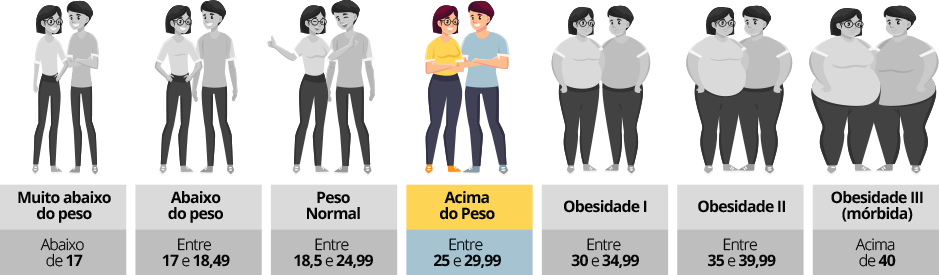 Muito abaixo
do peso
Abaixo
de 17
Abaixo
do peso
Entre
17 e 18,49
Peso
Normal
Entre
18,5 e 24,99
Acima
do Peso
Entre
25 e 29,99
Obesidade I
Entre
30 e 34,99
Obesidade II
Entre
35 e 39,99
Obesidade III
(mórbida)
Acima
de 40